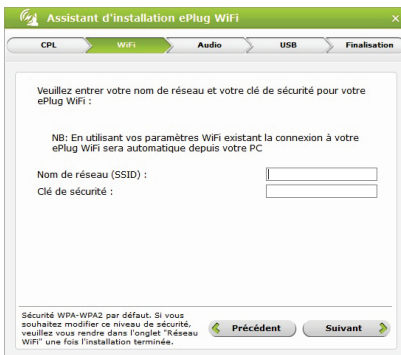 Assistant d'installation ePlug WiFi
CPL WiFi Audio USB Finalisation
Veuillez entrer votre nom de réseau et votre clé de sécurité pour votre
ePlug WiFi :
NB: En utilisant vos paramètres WiFi existant la connexion à votre
ePlug WiFi sera automatique depuis votre PC
Nom de réseau (SSID) :
Clé de sécurité :
Sécurité WPA-WPA2 par défaut. Si vous
souhaitez modifier ce niveau de sécurité,
veuillez vous rendre dans l'onglet "Réseau
WiFi" une fois l'installation terminée.
Précédent Suivant